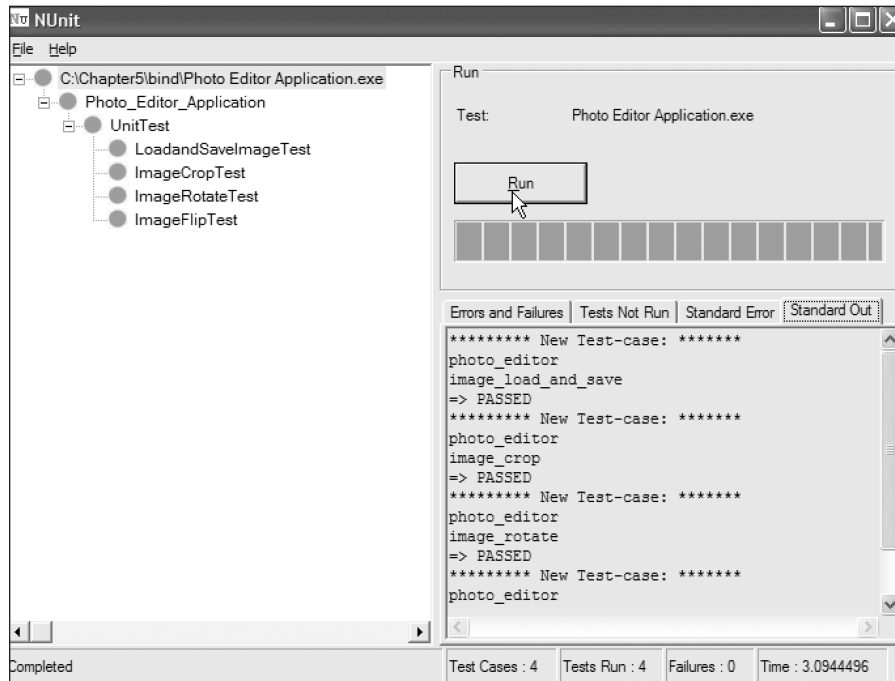 NUnit
File Help
C:\Chapter5\bind\Photo Editor Application.exe
Photo_Editor_Application
UnitTest
LoadandSaveImageTest
ImageCropTest
ImageRotateTest
ImageFlipTest
Run
Test: Photo Editor Application.exe
Run
Errors and Failures Tests Not Run Standard Error Standard Out
********* New Test-case: *******
photo_editor
image_load_and_save
=> PASSED
********* New Test-case: *******
photo_editor
image_crop
=> PASSED
********* New Test-case: *******
photo_editor
image_rotate
=> PASSED
********* New Test-case: *******
photo_editor
Completed Test Cases : 4 Tests Run : 4 Failures : 0 Time : 3.0944496